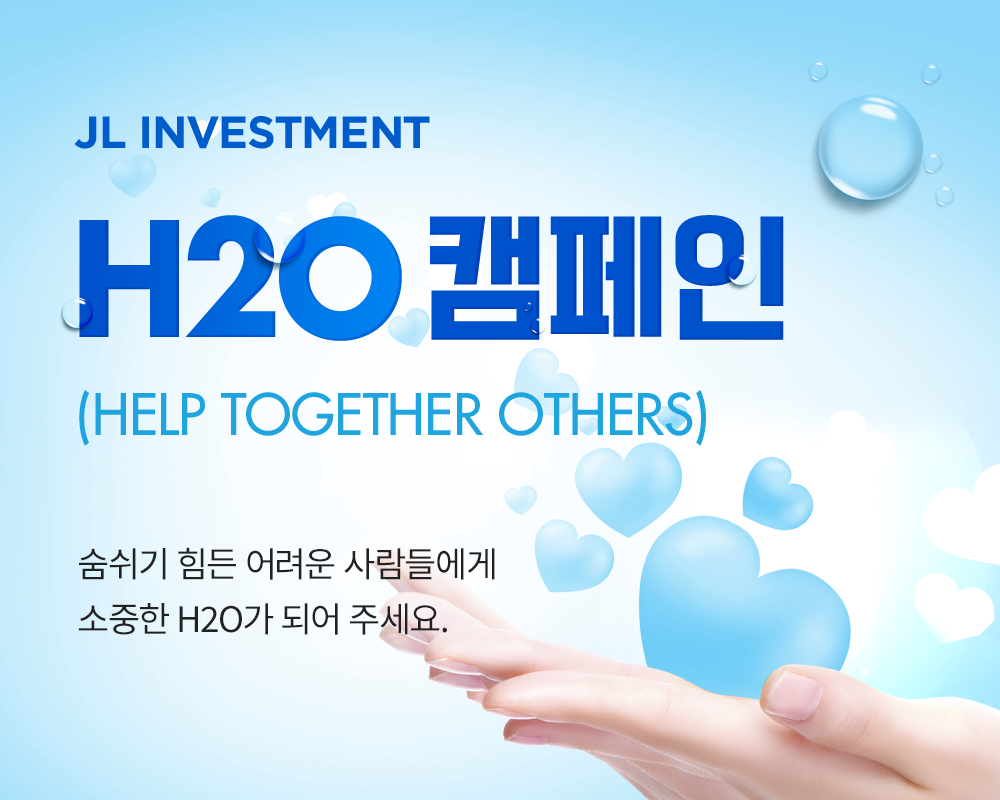 JL INVESTMENT
H2O 캠페인
(HELP TOGETHER OTHERS)
숨쉬기 힘든 어려운 사람들에게
소중한 H2O가 되어 주세요.